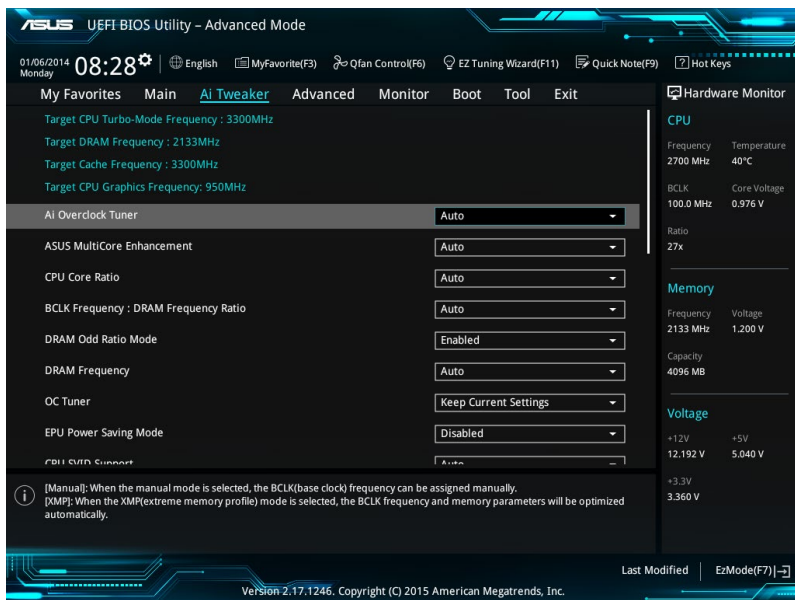 ASUS UEFI BIOS Utility – Advanced Mode
01/06/2014 Monday 08:28 English MyFavorite(F3) Qfan Control(F6) EZ Tuning Wizard(F11) Quick Note(F9) ? Hot Keys
My Favorites Main Ai Tweaker Advanced Monitor Boot Tool Exit
Target CPU Turbo-Mode Frequency : 3300MHz
Target DRAM Frequency : 2133MHz
Target Cache Frequency : 3300MHz
Target CPU Graphics Frequency: 950MHz
Ai Overclock Tuner Auto
ASUS MultiCore Enhancement Auto
CPU Core Ratio Auto
BCLK Frequency : DRAM Frequency Ratio Auto
DRAM Odd Ratio Mode Enabled
DRAM Frequency Auto
OC Tuner Keep Current Settings
EPU Power Saving Mode Disabled
CPU SVID Support Auto
[Manual]: When the manual mode is selected, the BCLK(base clock) frequency can be assigned manually.
[XMP]: When the XMP(extreme memory profile) mode is selected, the BCLK frequency and memory parameters will be optimized
automatically.
Hardware Monitor
CPU
Frequency Temperature
2700 MHz 40°C
BCLK Core Voltage
100.0 MHz 0.976 V
Ratio
27x
Memory
Frequency Voltage
2133 MHz 1.200 V
Capacity
4096 MB
Voltage
+12V +5V
12.192 V 5.040 V
+3.3V
3.360 V
Last Modified EzMode(F7)
Version 2.17.1246. Copyright (C) 2015 American Megatrends, Inc.